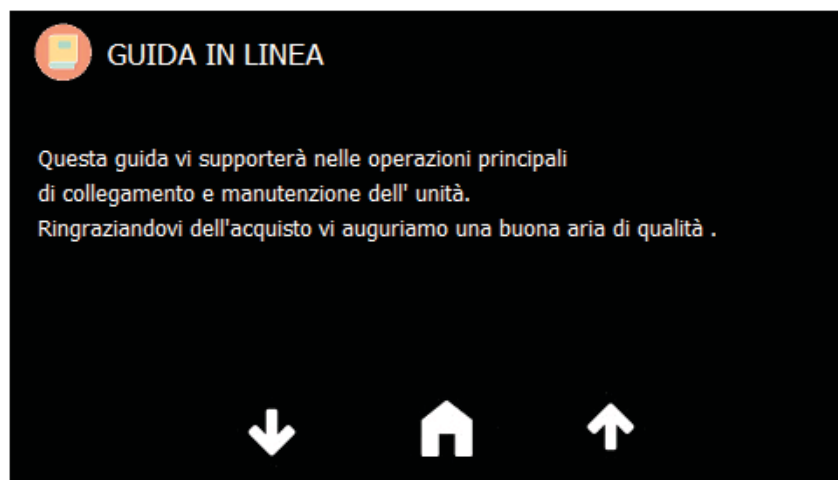 GUIDA IN LINEA
Questa guida vi supporterà nelle operazioni principali
di collegamento e manutenzione dell' unità.
Ringraziandovi dell'acquisto vi auguriamo una buona aria di qualità .